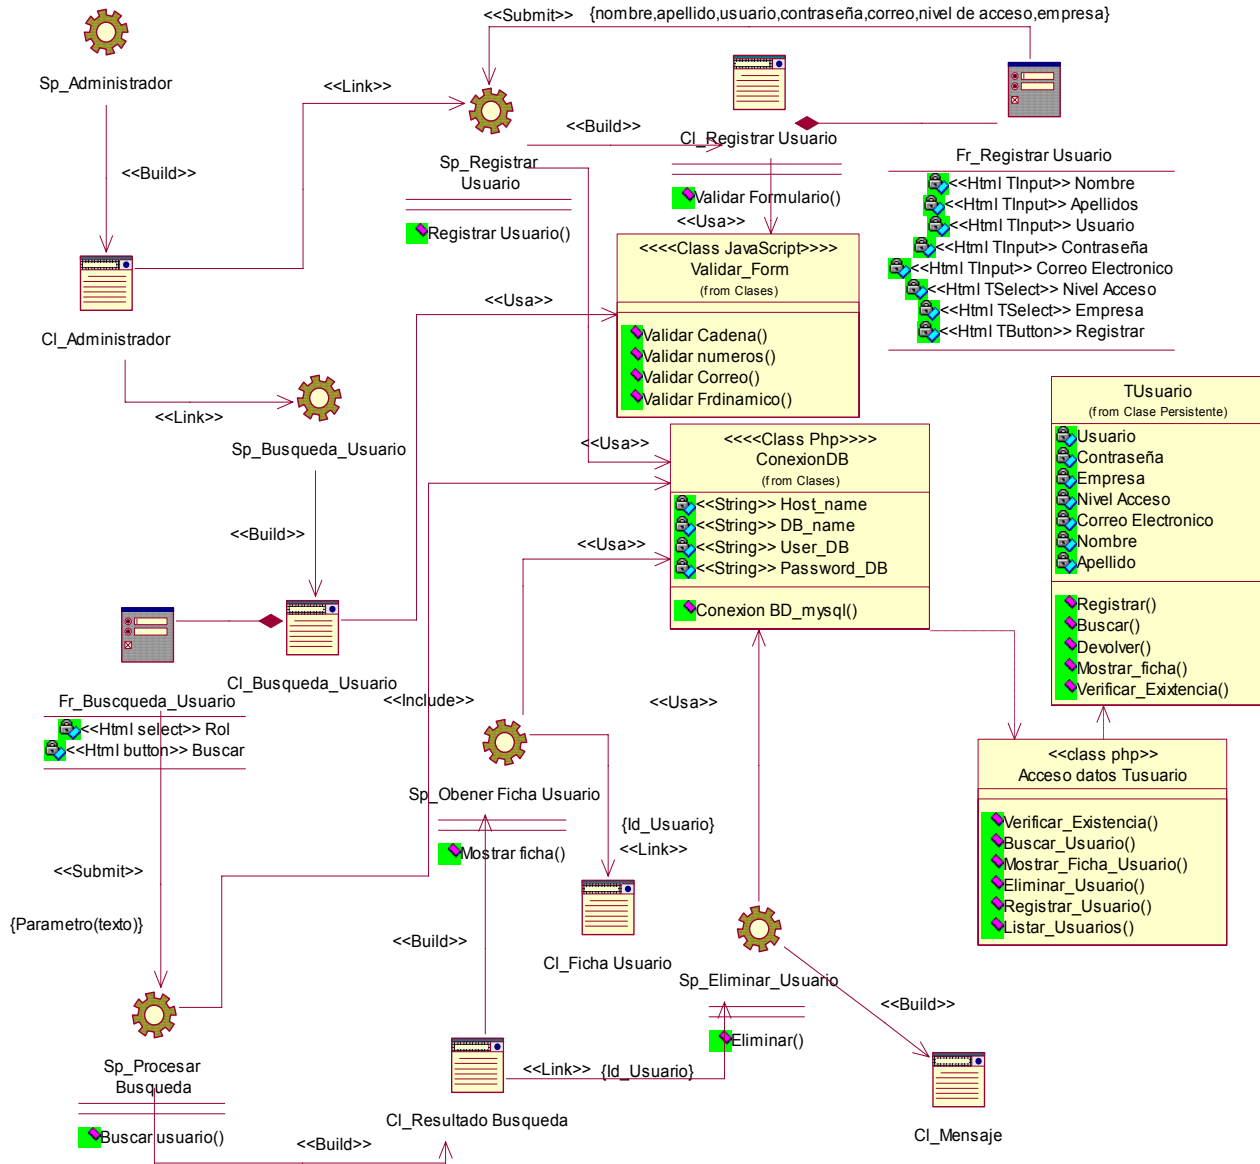 <<Submit>>
{nombre,apellido,usuario,contraseña,correo,nivel de acceso,empresa}
Sp_Administrador
<<Link>>
<<Build>>
Cl_Registrar Usuario
Fr_Registrar Usuario
<<Html TInput>> Nombre
<<Html TInput>> Apellidos
<<Html TInput>> Usuario
<<Html TInput>> Contraseña
<<Html TInput>> Correo Electronico
<<Html TSelect>> Nivel Acceso
<<Html TSelect>> Empresa
<<Html TButton>> Registrar
<<Build>>
Sp_Registrar
Usuario
Registrar Usuario()
Validar Formulario()
<<Usa>>
<<<<Class JavaScript>>>>
Validar_Form
(from Clases)
Validar Cadena()
Validar numeros()
Validar Correo()
Validar Frdinamico()
<<Usa>>
Cl_Administrador
<<Link>>
Sp_Busqueda_Usuario
<<Usa>>
<<<<Class Php>>>>
ConexionDB
(from Clases)
<<String>> Host_name
<<String>> DB_name
<<String>> User_DB
<<String>> Password_DB
Conexion BD_mysql()
TUsuario
(from Clase Persistente)
Usuario
Contraseña
Empresa
Nivel Acceso
Correo Electronico
Nombre
Apellido
Registrar()
Buscar()
Devolver()
Mostrar_ficha()
Verificar_Exixtencia()
<<Build>>
<<Usa>>
Cl_Busqueda_Usuario
Fr_Buscqueda_Usuario
<<Html select>> Rol
<<Html button>> Buscar
<<Include>>
<<Usa>>
<<class php>>
Acceso datos Tusuario
Verificar_Existencia()
Buscar_Usuario()
Mostrar_Ficha_Usuario()
Eliminar_Usuario()
Registrar_Usuario()
Listar_Usuarios()
Sp_Obener Ficha Usuario
Mostrar ficha()
{Id_Usuario}
<<Link>>
<<Submit>>
{Parametro(texto)}
<<Build>>
Cl_Ficha Usuario
Sp_Eliminar_Usuario
Eliminar()
<<Build>>
Sp_Procesar
Busqueda
Buscar usuario()
<<Link>>
{Id_Usuario}
Cl_Resultado Busqueda
<<Build>>
Cl_Mensaje